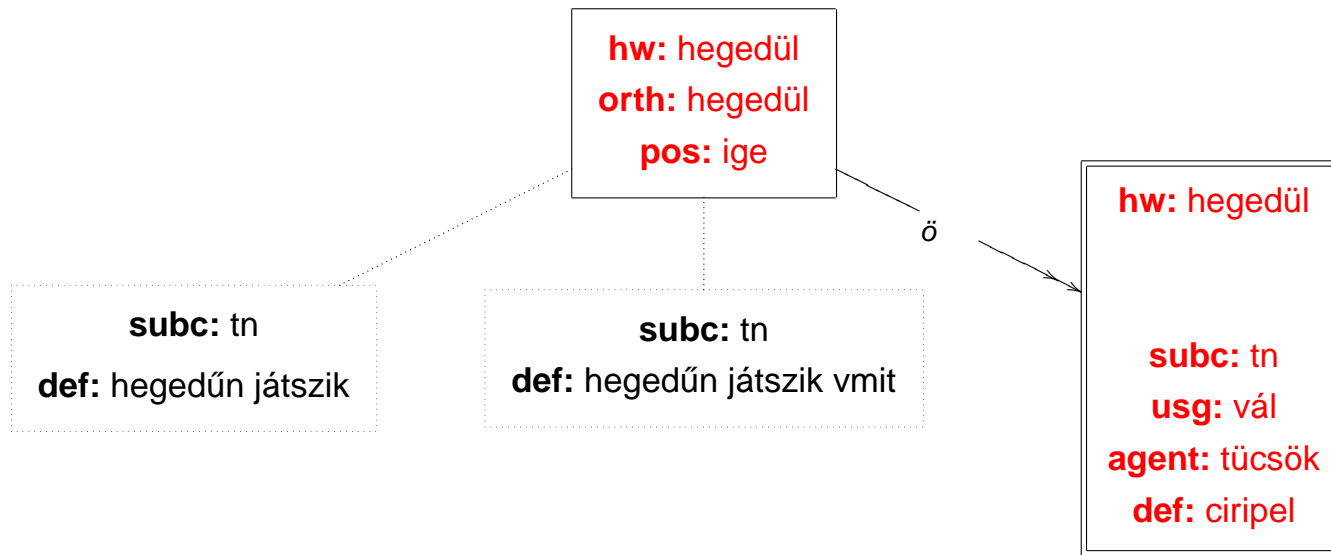 hw: hegedül
orth: hegedül
pos: ige
ö
hw: hegedül
subc: tn
def: hegedűn játszik
subc: tn
def: hegedűn játszik vmit
subc: tn
usg: vál
agent: tücsök
def: ciripel